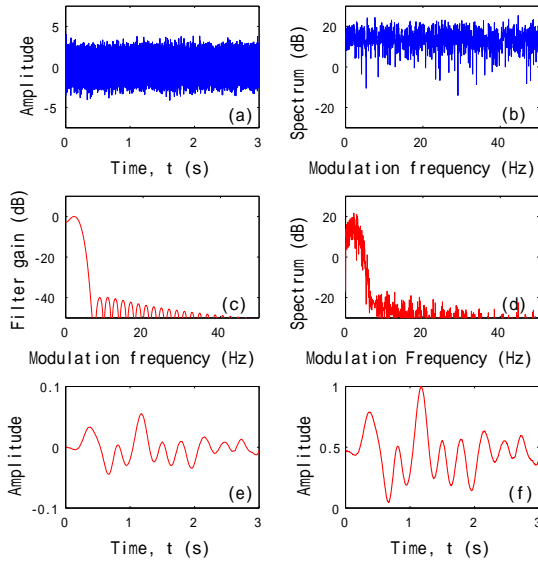 Amplitude
5
0
-5
(a)
0 1 2 3
Time, t (s)
Spectrum (dB)
20
0
-20
(b)
0 20 40
Modulation frequency (Hz)
Filter gain (dB)
0
-20
-40
(c)
0 20 40
Modulation frequency (Hz)
Spectrum (dB)
20
0
-20
(d)
0 20 40
Modulation Frequency (Hz)
Amplitude
0.1
0
-0.1
(e)
0 1 2 3
Time, t (s)
Amplitude
1
0.5
0
(f)
0 1 2 3
Time, t (s)